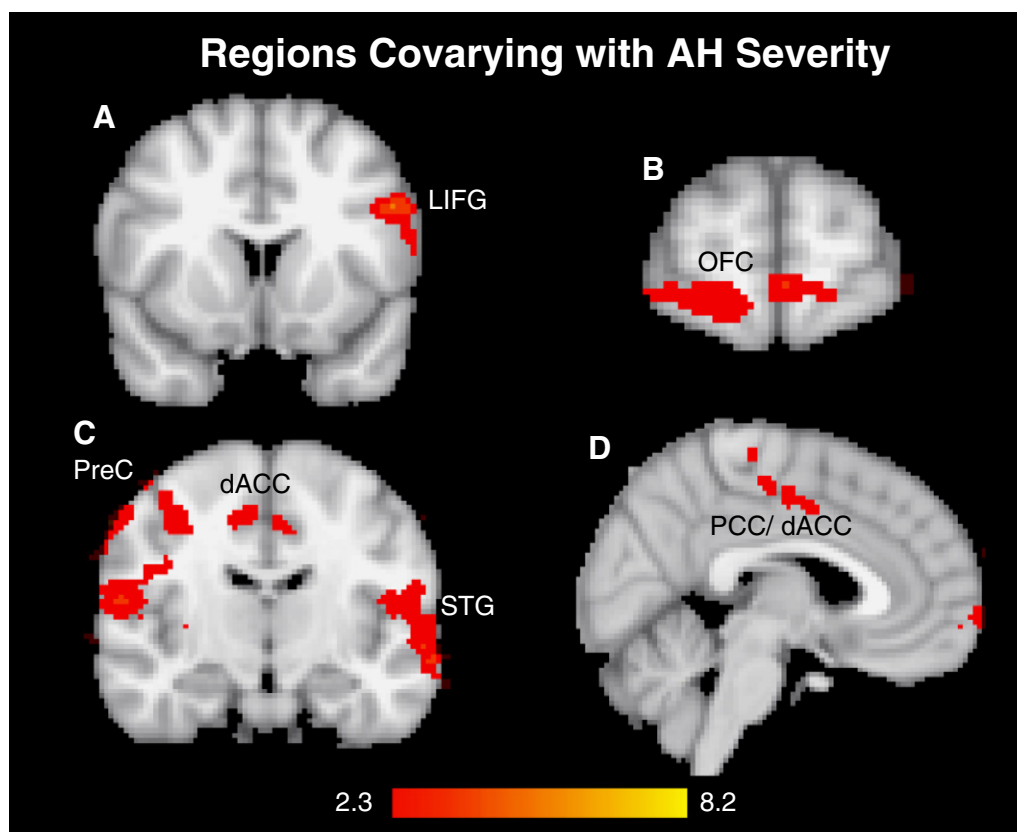 Regions Covarying with AH Severity
A
LIFG
B
OFC
C
PreC
dACC
STG
D
PCC/ dACC
2.3
8.2